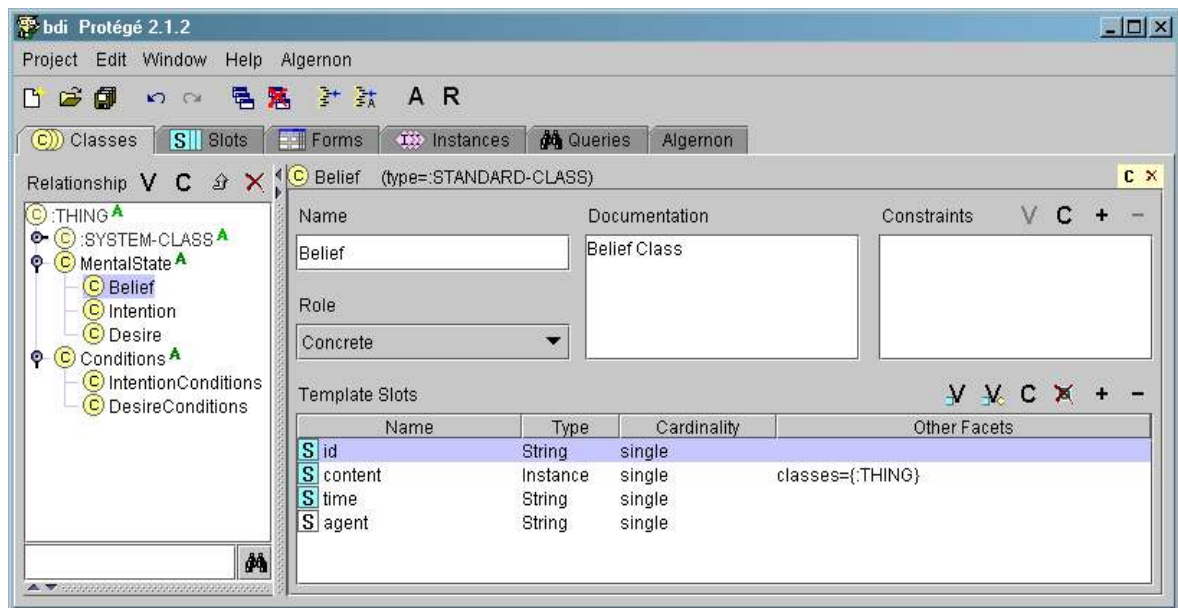 bdi Protégé 2.1.2
Project Edit Window Help Algernon
A R
C Classes S Slots Forms I Instances Queries Algernon
Relationship V C
C :THING A
C :SYSTEM-CLASS A
C MentalState A
C Belief
C Intention
C Desire
C Conditions A
C IntentionConditions
C DesireConditions
C Belief (type=:STANDARD-CLASS) C ×
Name Documentation Constraints V C + −
Belief Belief Class
Role
Concrete
Template Slots V V C × + −
Name Type Cardinality Other Facets
S id String single
S content Instance single classes={:THING}
S time String single
S agent String single